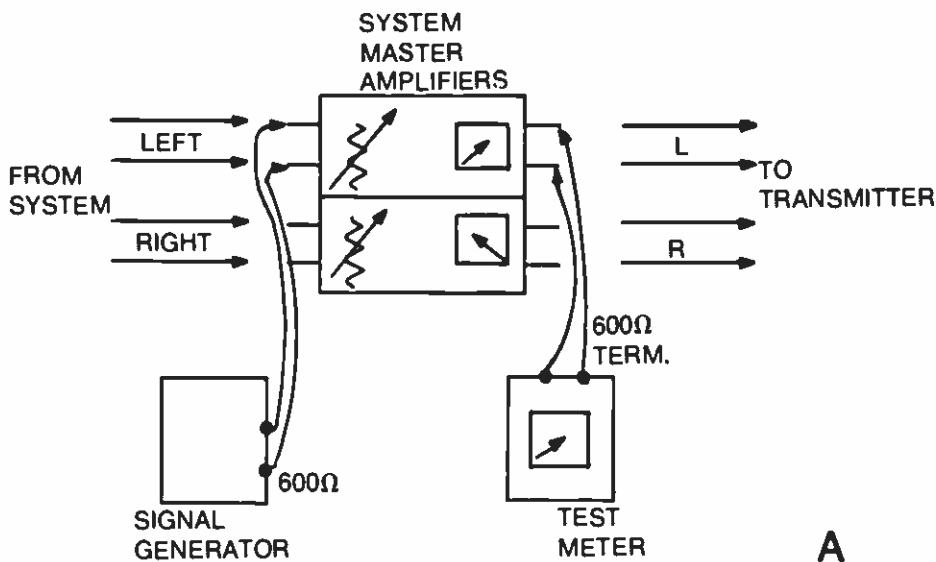 SYSTEM
MASTER
AMPLIFIERS
LEFT
FROM
SYSTEM
RIGHT
L
TO
TRANSMITTER
R
600Ω
TERM.
600Ω
SIGNAL
GENERATOR
TEST
METER
A